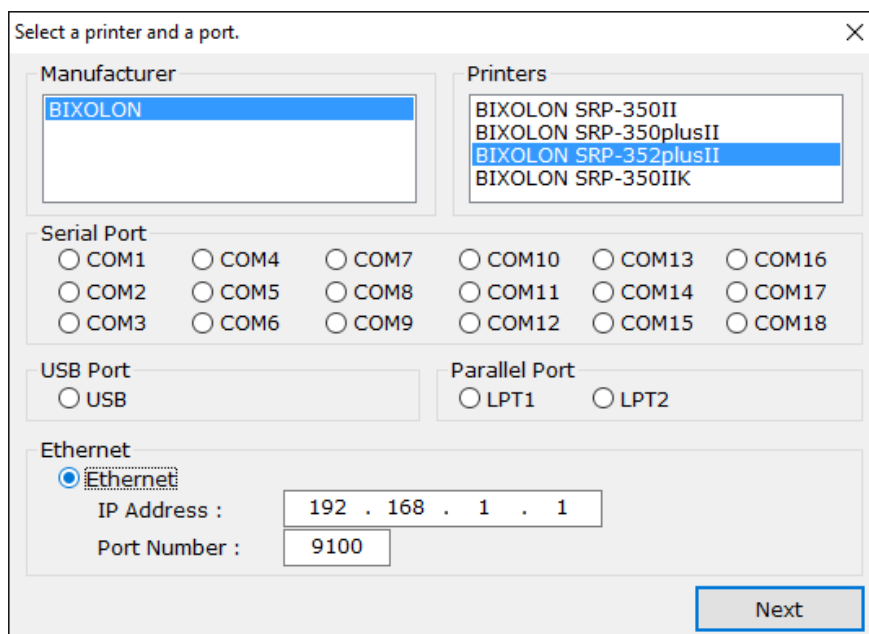 Select a printer and a port.
Manufacturer
BIXOLON
Printers
BIXOLON SRP-350II
BIXOLON SRP-350plusII
BIXOLON SRP-352plusII
BIXOLON SRP-350IIK
Serial Port
COM1 COM4 COM7 COM10 COM13 COM16
COM2 COM5 COM8 COM11 COM14 COM17
COM3 COM6 COM9 COM12 COM15 COM18
USB Port
USB
Parallel Port
LPT1 LPT2
Ethernet
Ethernet
IP Address : 192 . 168 . 1 . 1
Port Number : 9100
Next